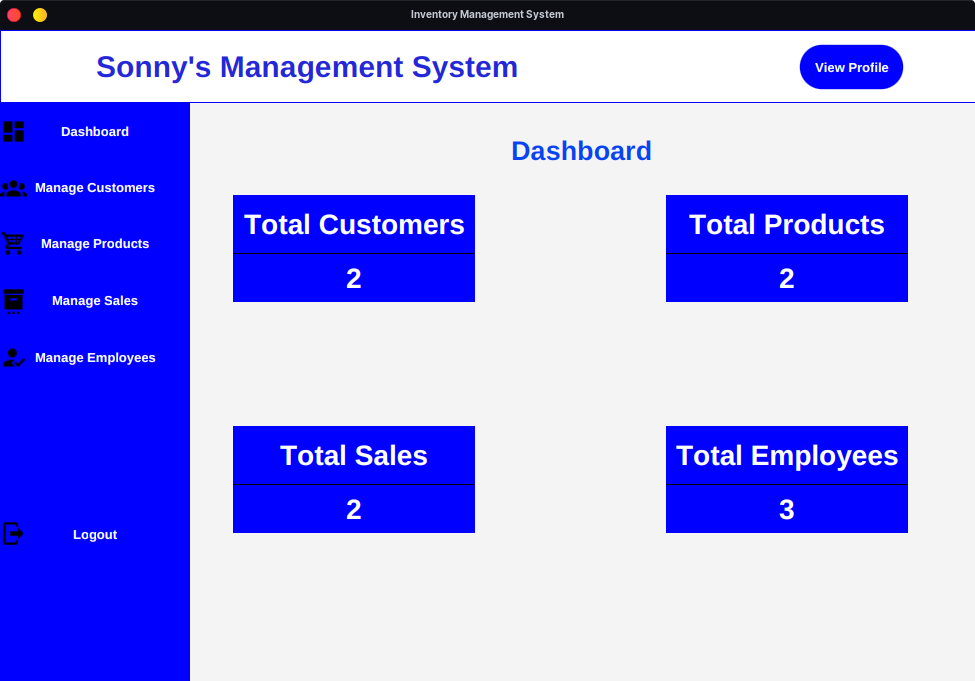 Inventory Management System
Sonny's Management System
View Profile
Dashboard
Manage Customers
Manage Products
Manage Sales
Manage Employees
Logout
Dashboard
Total Customers
2
Total Products
2
Total Sales
2
Total Employees
3